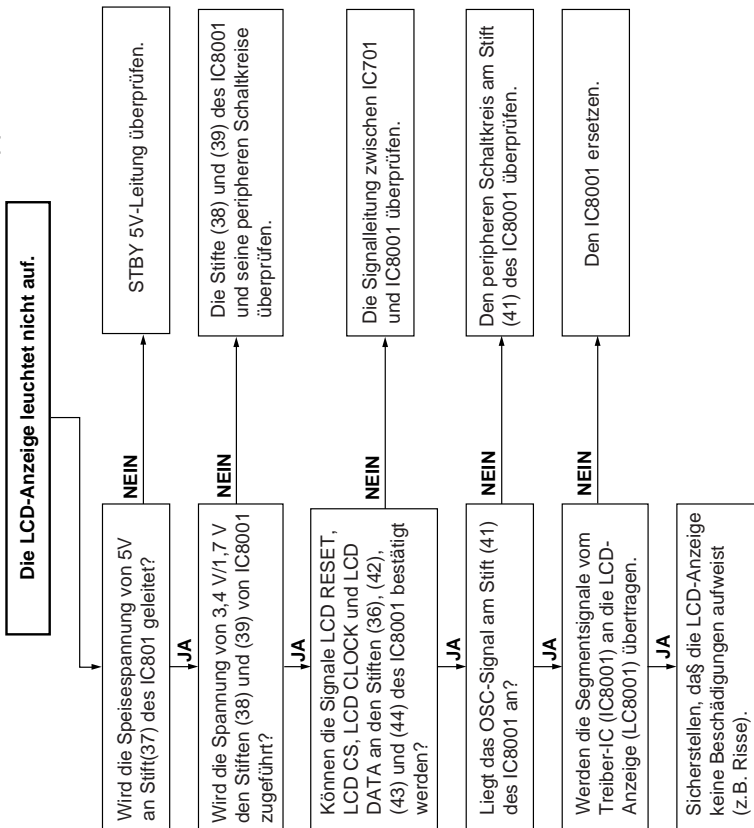 Die LCD-Anzeige leuchtet nicht auf.
Wird die Speisespannung von 5V
an Stift(37) des IC801 geleitet?
NEIN
STBY 5V-Leitung überprüfen.
JA
Wird die Spannung von 3,4 V/1,7 V
den Stiften (38) und (39) von IC8001
zugeführt?
NEIN
Die Stifte (38) und (39) des IC8001
und seine peripheren Schaltkreise
überprüfen.
JA
Können die Signale LCD RESET,
LCD CS, LCD CLOCK und LCD
DATA an den Stiften (36), (42),
(43) und (44) des IC8001 bestätigt
werden?
NEIN
Die Signalleitung zwischen IC701
und IC8001 überprüfen.
JA
Liegt das OSC-Signal am Stift (41)
des IC8001 an?
NEIN
Den peripheren Schaltkreis am Stift
(41) des IC8001 überprüfen.
JA
Werden die Segmentsignale vom
Treiber-IC (IC8001) an die LCD-
Anzeige (LC8001) übertragen.
NEIN
Den IC8001 ersetzen.
JA
Sicherstellen, da§ die LCD-Anzeige
keine Beschädigungen aufweist
(z.B. Risse).